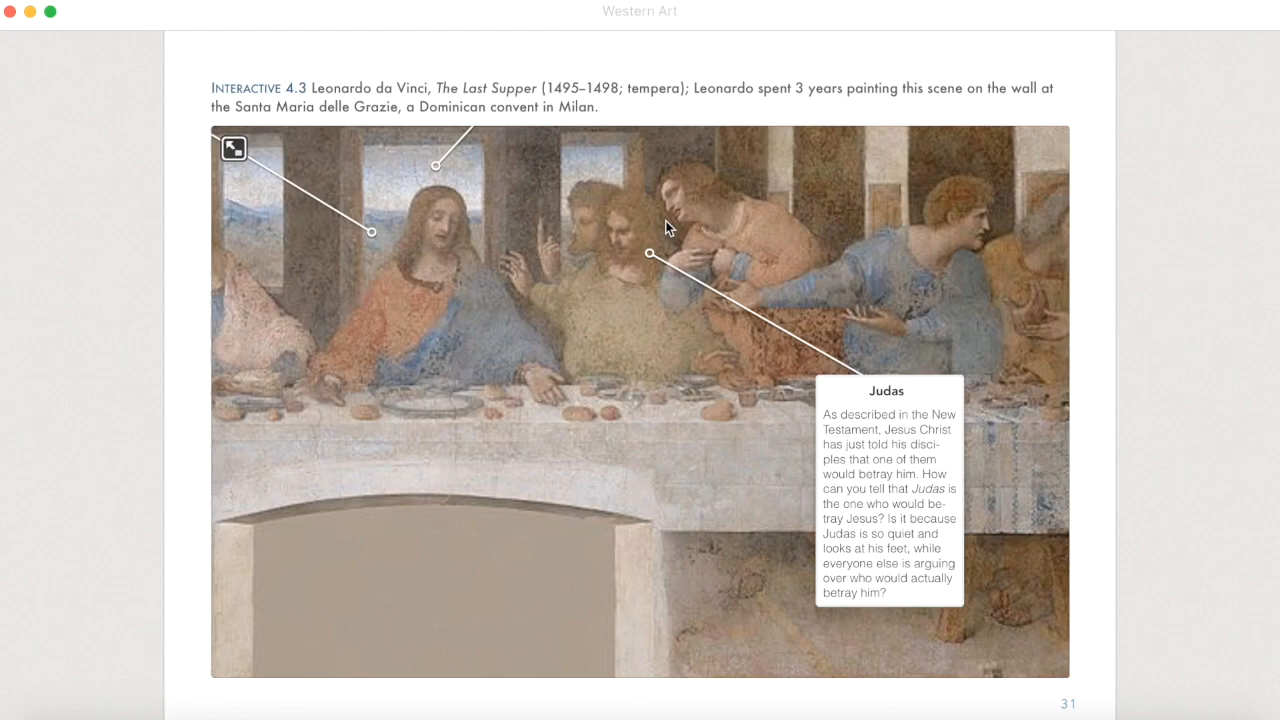 Western Art
INTERACTIVE 4.3 Leonardo da Vinci, The Last Supper (1495–1498; tempera); Leonardo spent 3 years painting this scene on the wall at
the Santa Maria delle Grazie, a Dominican convent in Milan.
Judas
As described in the New
Testament, Jesus Christ
has just told his disci-
ples that one of them
would betray him. How
can you tell that Judas is
the one who would be-
tray Jesus? Is it because
Judas is so quiet and
looks at his feet, while
everyone else is arguing
over who would actually
betray him?
31